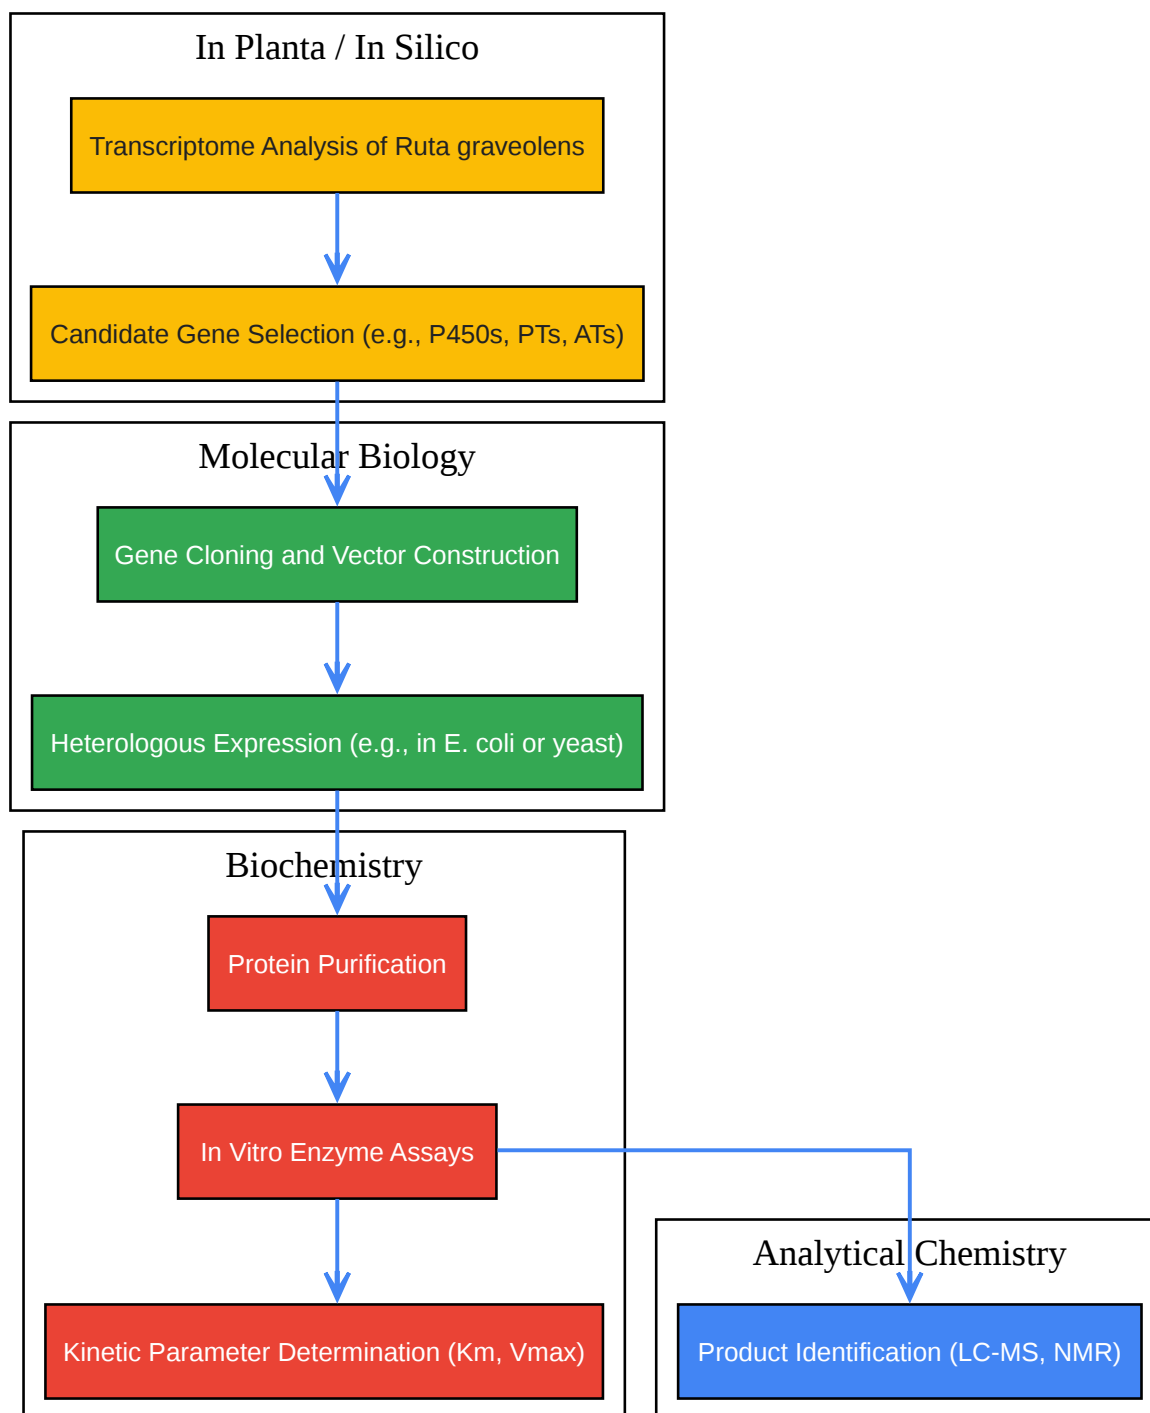 In Planta / In Silico
Transcriptome Analysis of Ruta graveolens
Candidate Gene Selection (e.g., P450s, PTs, ATs)
Molecular Biology
Gene Cloning and Vector Construction
Heterologous Expression (e.g., in E. coli or yeast)
Biochemistry
Protein Purification
In Vitro Enzyme Assays
Analytical Chemistry
Kinetic Parameter Determination (Km, Vmax)
Product Identification (LC-MS, NMR)